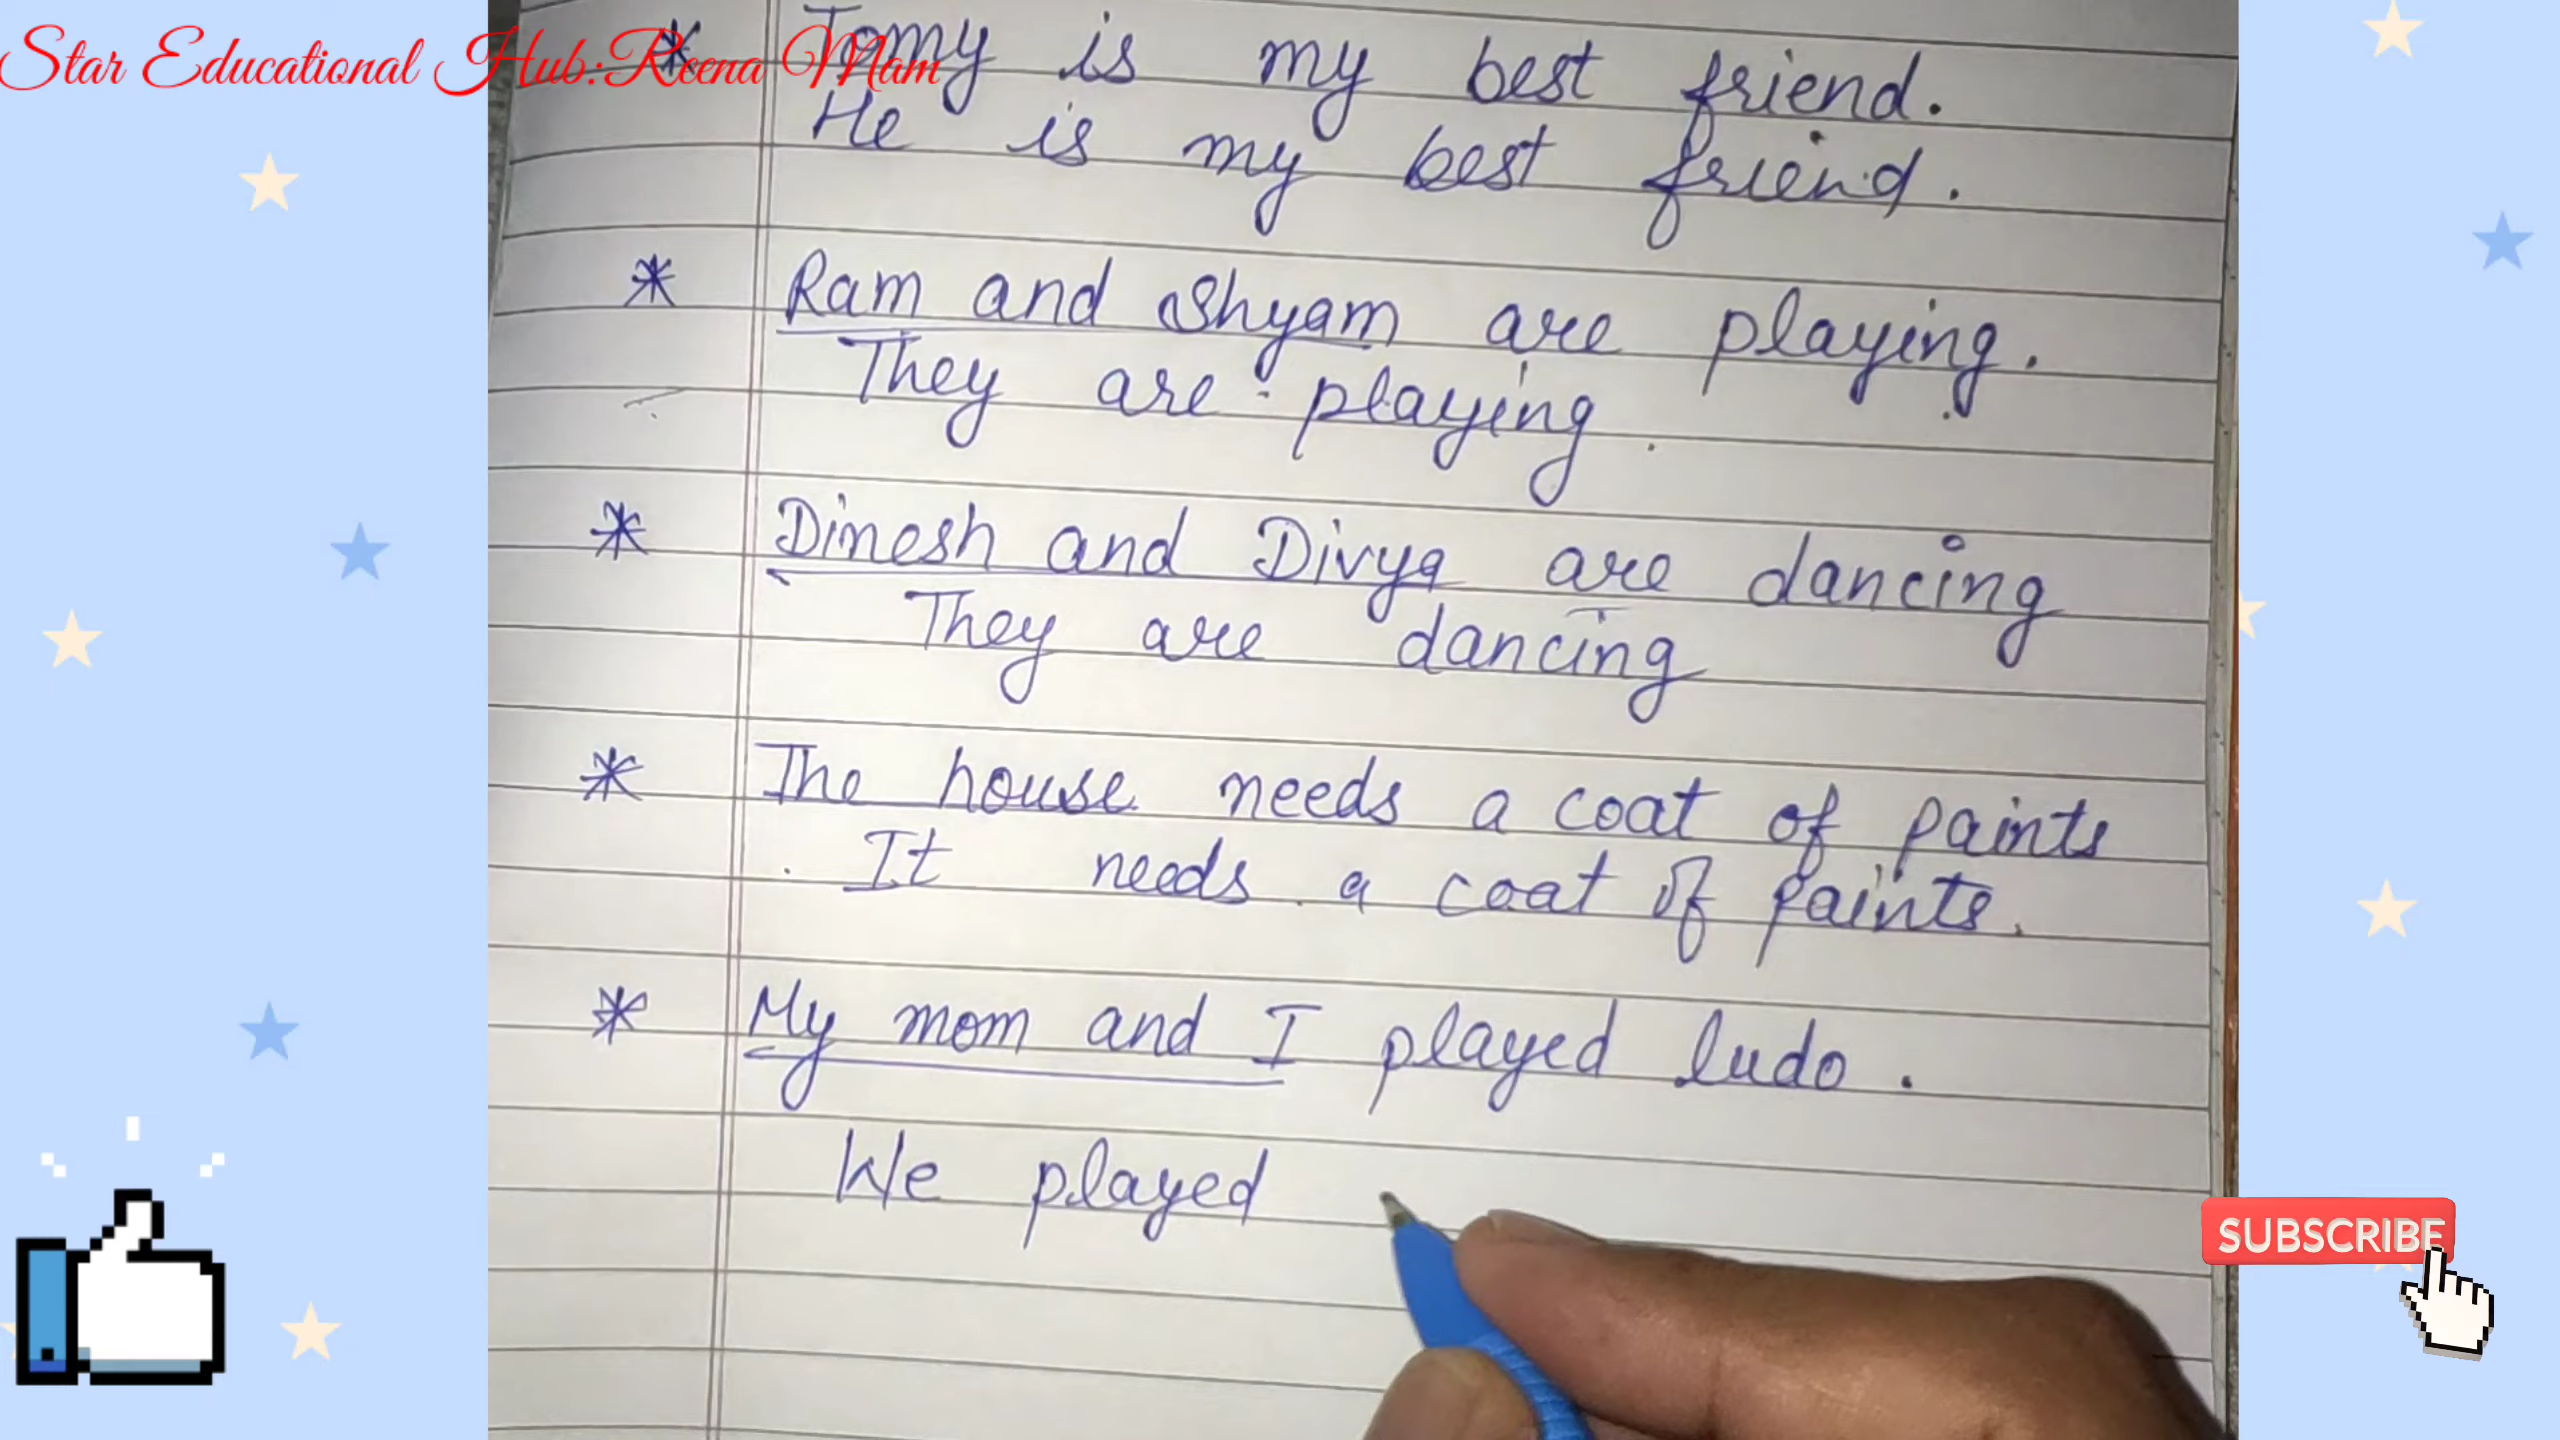 Star Educational Hub:Reena Mam
* Tomy is my best friend.
He is my best friend.
* Ram and Shyam are playing.
They are playing.
* Dinesh and Divya are dancing
They are dancing
* The house needs a coat of paints
It needs a coat of paints.
* My mom and I played ludo.
We played
SUBSCRIBE